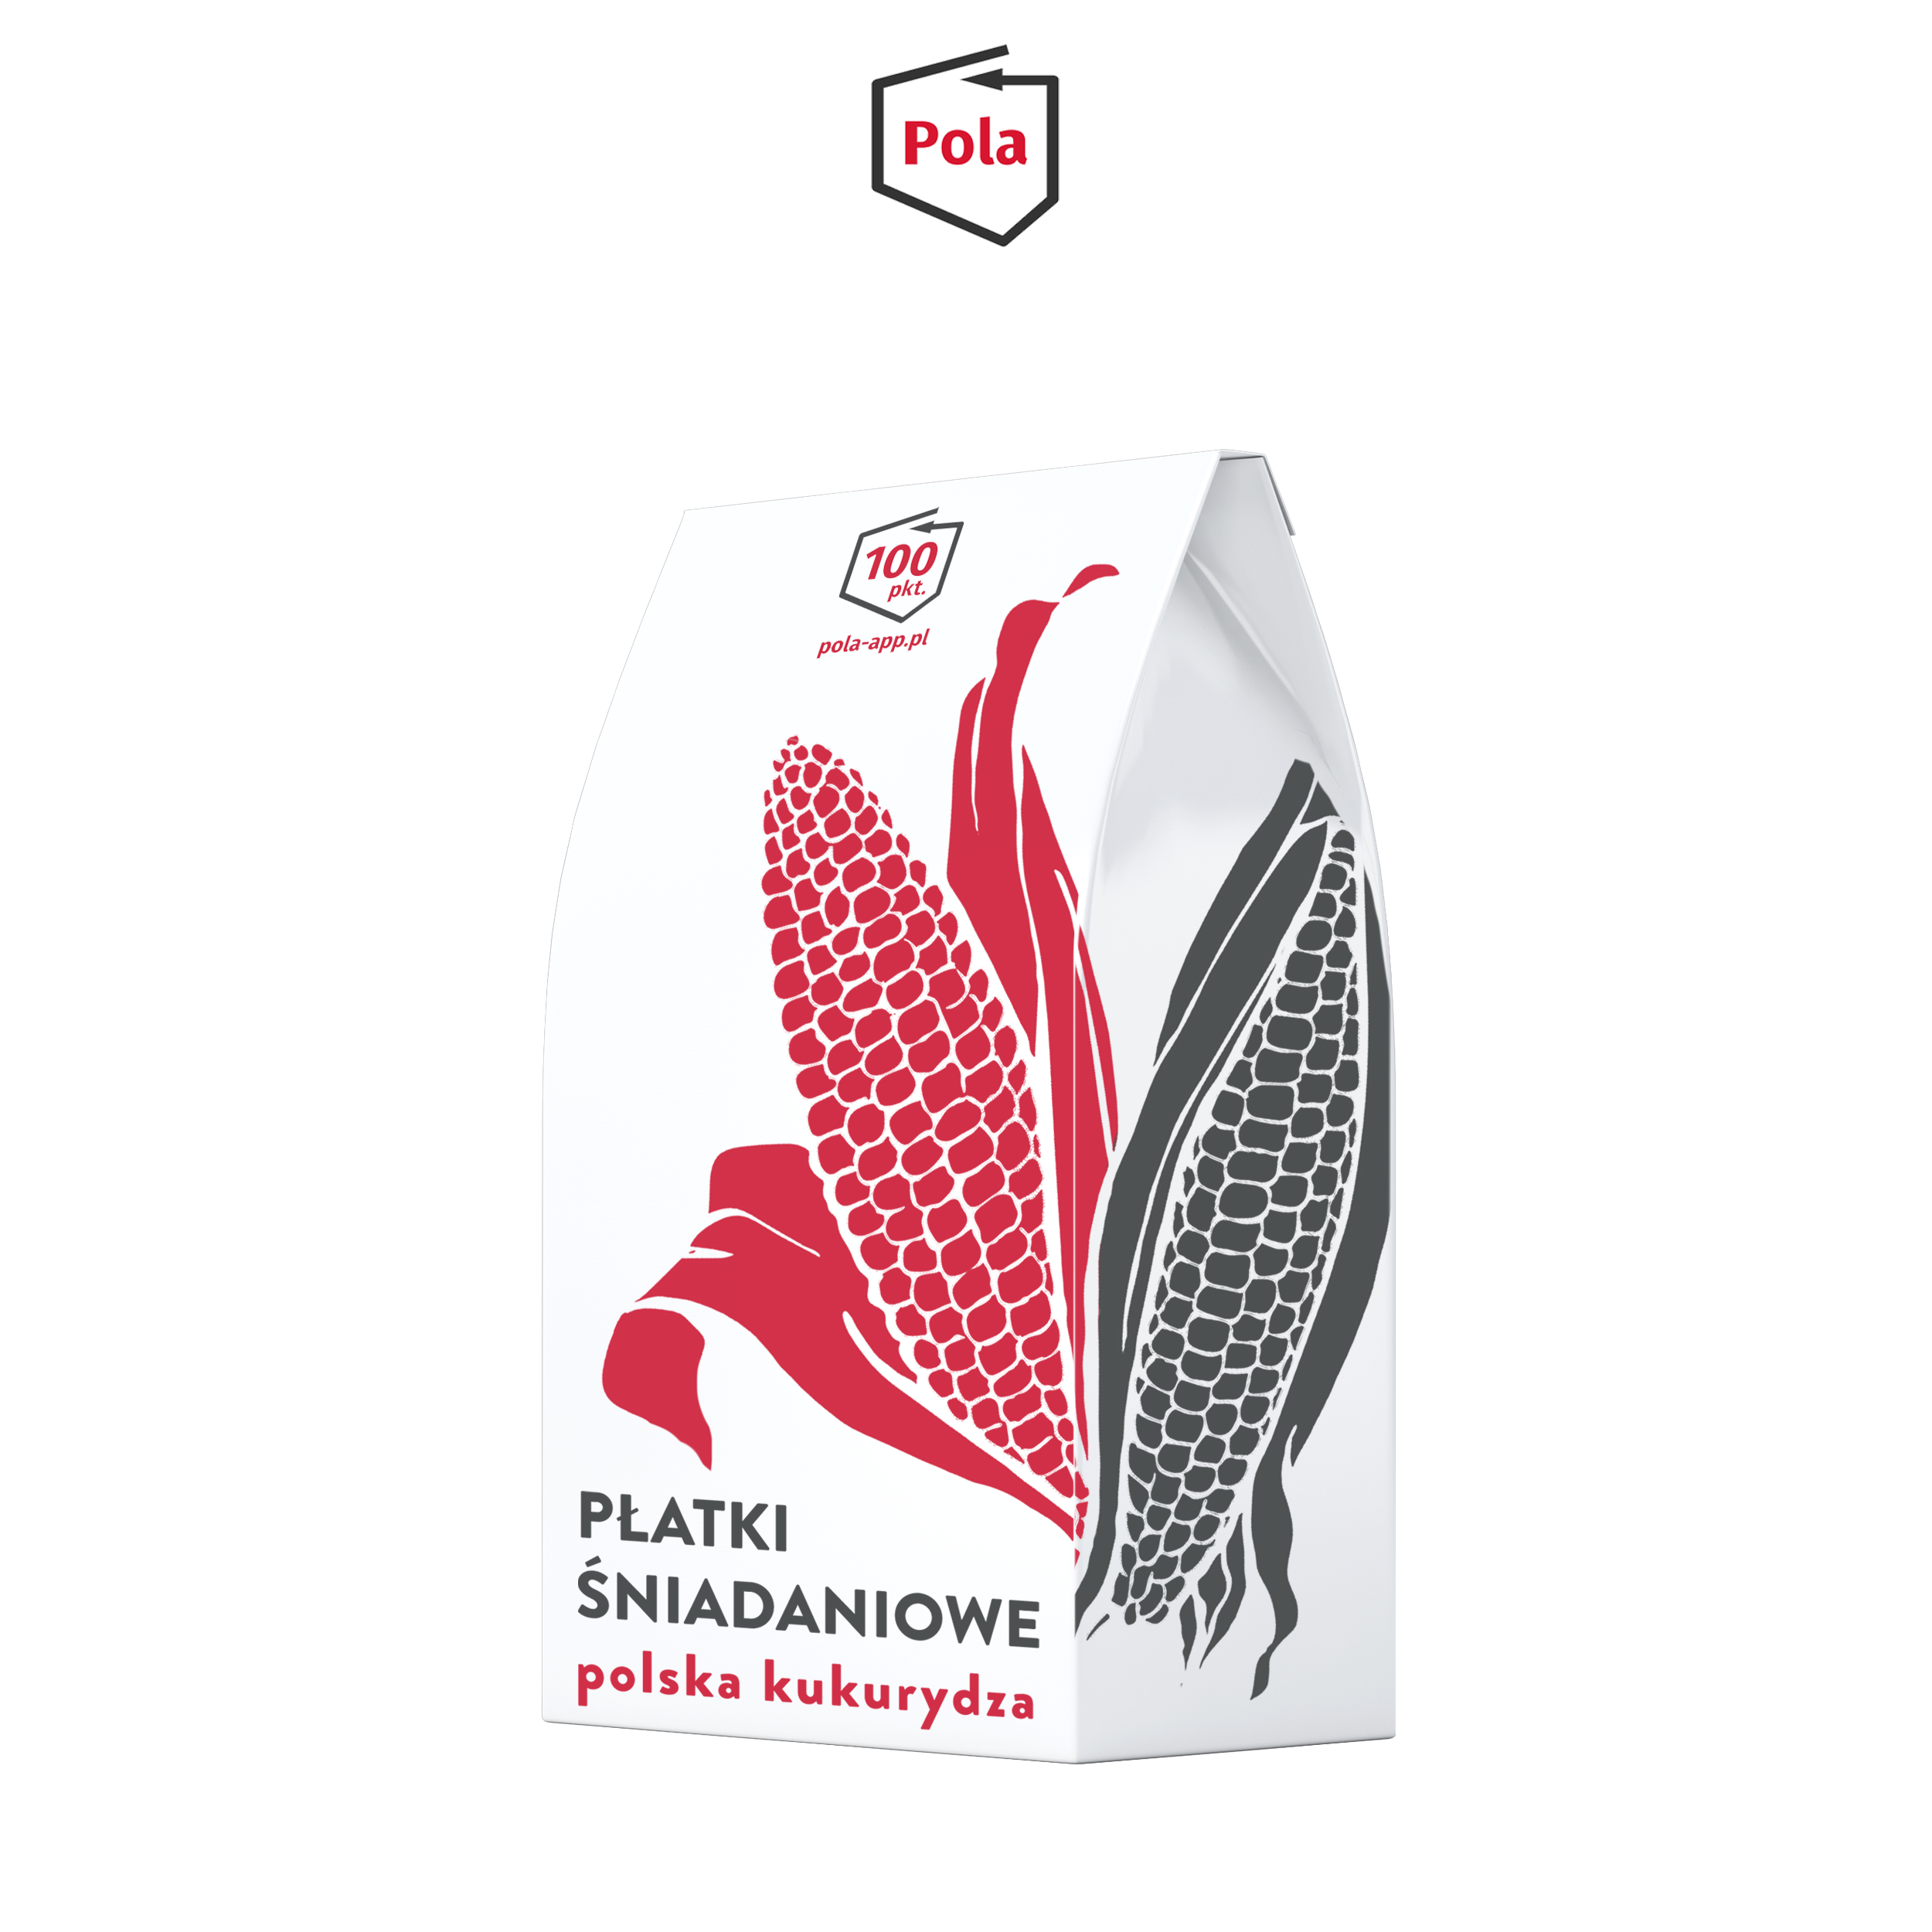 Pola
100
pkt.
pola-app.pl
PŁATKI
ŚNIADANIOWE
polska kukurydza